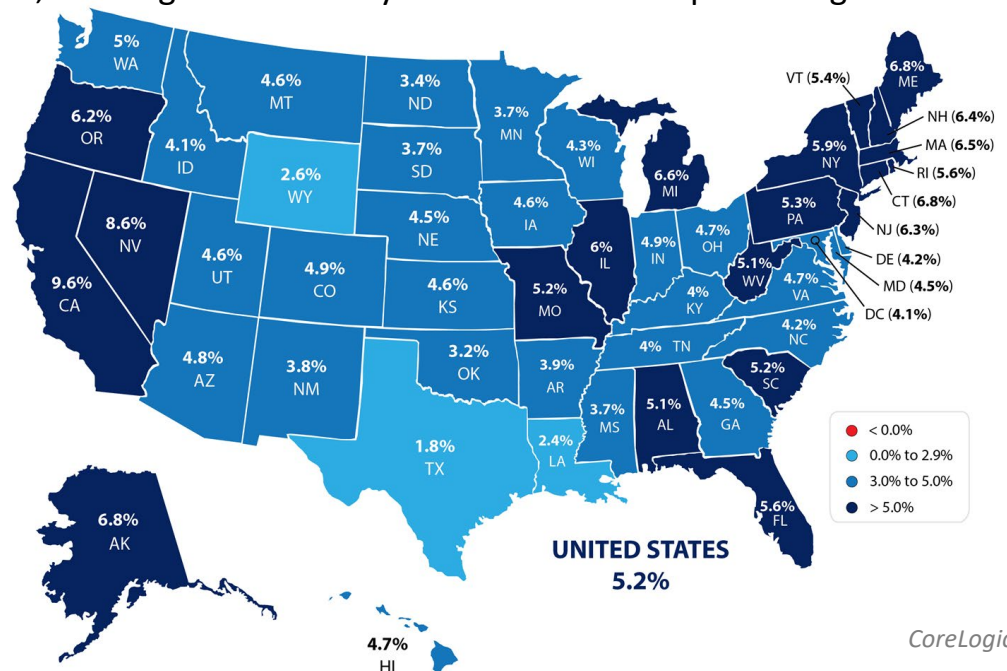 5%
WA
6.2%
OR
9.6%
CA
8.6%
NV
4.1%
ID
4.6%
MT
2.6%
WY
4.6%
UT
4.9%
CO
4.8%
AZ
3.8%
NM
3.4%
ND
3.7%
SD
4.5%
NE
4.6%
KS
3.2%
OK
1.8%
TX
3.7%
MN
4.6%
IA
5.2%
MO
3.9%
AR
2.4%
LA
4.3%
WI
6%
IL
6.6%
MI
4.9%
IN
4.7%
OH
4%
KY
4% TN
3.7%
MS
5.1%
AL
4.5%
GA
5.6%
FL
5.2%
SC
4.2%
NC
4.7%
VA
5.1%
WV
5.3%
PA
5.9%
NY
6.8%
ME
VT (5.4%)
NH (6.4%)
MA (6.5%)
RI (5.6%)
CT (6.8%)
NJ (6.3%)
DE (4.2%)
MD (4.5%)
DC (4.1%)
6.8%
AK
4.7%
HI
< 0.0%
0.0% to 2.9%
3.0% to 5.0%
> 5.0%
UNITED STATES
5.2%
CoreLogic